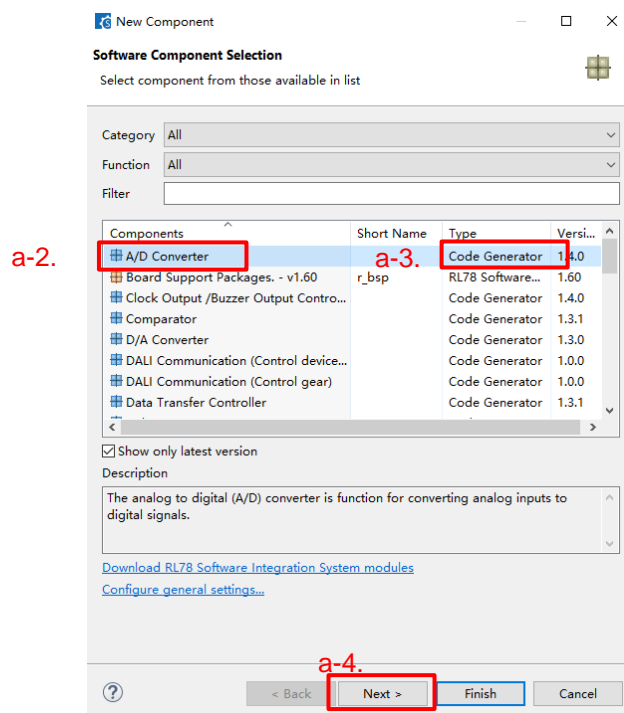 New Component
Software Component Selection
Select component from those available in list
Category All
Function All
Filter
Components Short Name Type Versi...
a-2. A/D Converter a-3. Code Generator 1.4.0
Board Support Packages. - v1.60 r_bsp RL78 Software... 1.60
Clock Output /Buzzer Output Contro... Code Generator 1.4.0
Comparator Code Generator 1.3.1
D/A Converter Code Generator 1.3.0
DALI Communication (Control device... Code Generator 1.0.0
DALI Communication (Control gear) Code Generator 1.0.0
Data Transfer Controller Code Generator 1.3.1
Show only latest version
Description
The analog to digital (A/D) converter is function for converting analog inputs to
digital signals.
Download RL78 Software Integration System modules
Configure general settings...
a-4.
? < Back Next > Finish Cancel